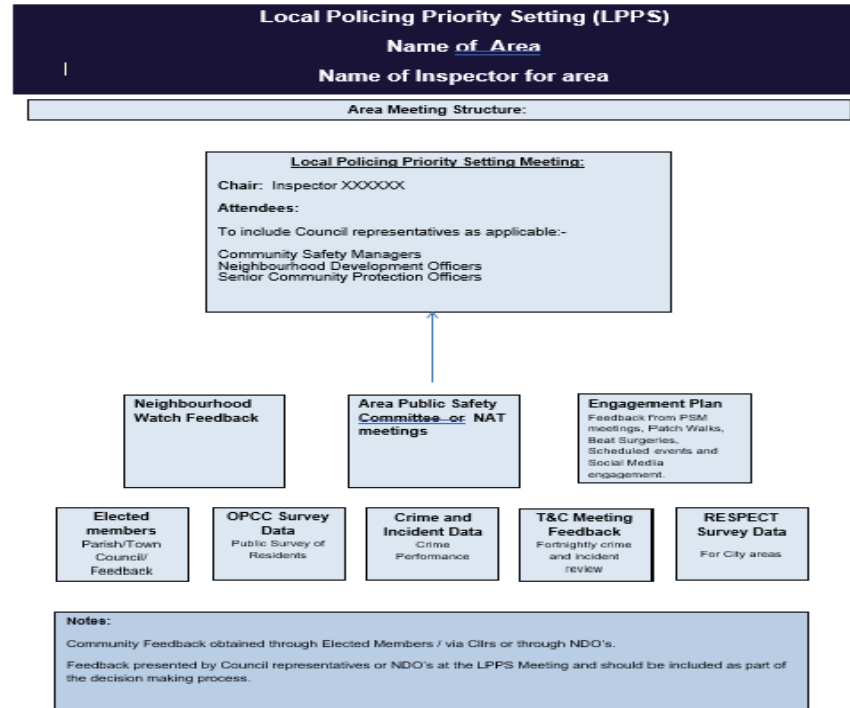 Local Policing Priority Setting (LPPS)
Name of Area
Name of Inspector for area
Area Meeting Structure:
Local Policing Priority Setting Meeting:
Chair: Inspector XXXXXX
Attendees:
To include Council representatives as applicable:-
Community Safety Managers
Neighbourhood Development Officers
Senior Community Protection Officers
Neighbourhood
Watch Feedback
Area Public Safety
Committee or NAT
meetings
Engagement Plan
Feedback from PSM
meetings, Patch Walks,
Beat Surgeries,
Scheduled events and
Social Media
engagement.
Elected
members
Parish/Town
Council/
Feedback
OPCC Survey
Data
Public Survey of
Residents
Crime and
Incident Data
Crime
Performance
T&C Meeting
Feedback
Fortnightly crime
and incident
review
RESPECT
Survey Data
For City areas
Notes:
Community Feedback obtained through Elected Members / via Cllrs or through NDO's.
Feedback presented by Council representatives or NDO's at the LPPS Meeting and should be included as part of
the decision making process.